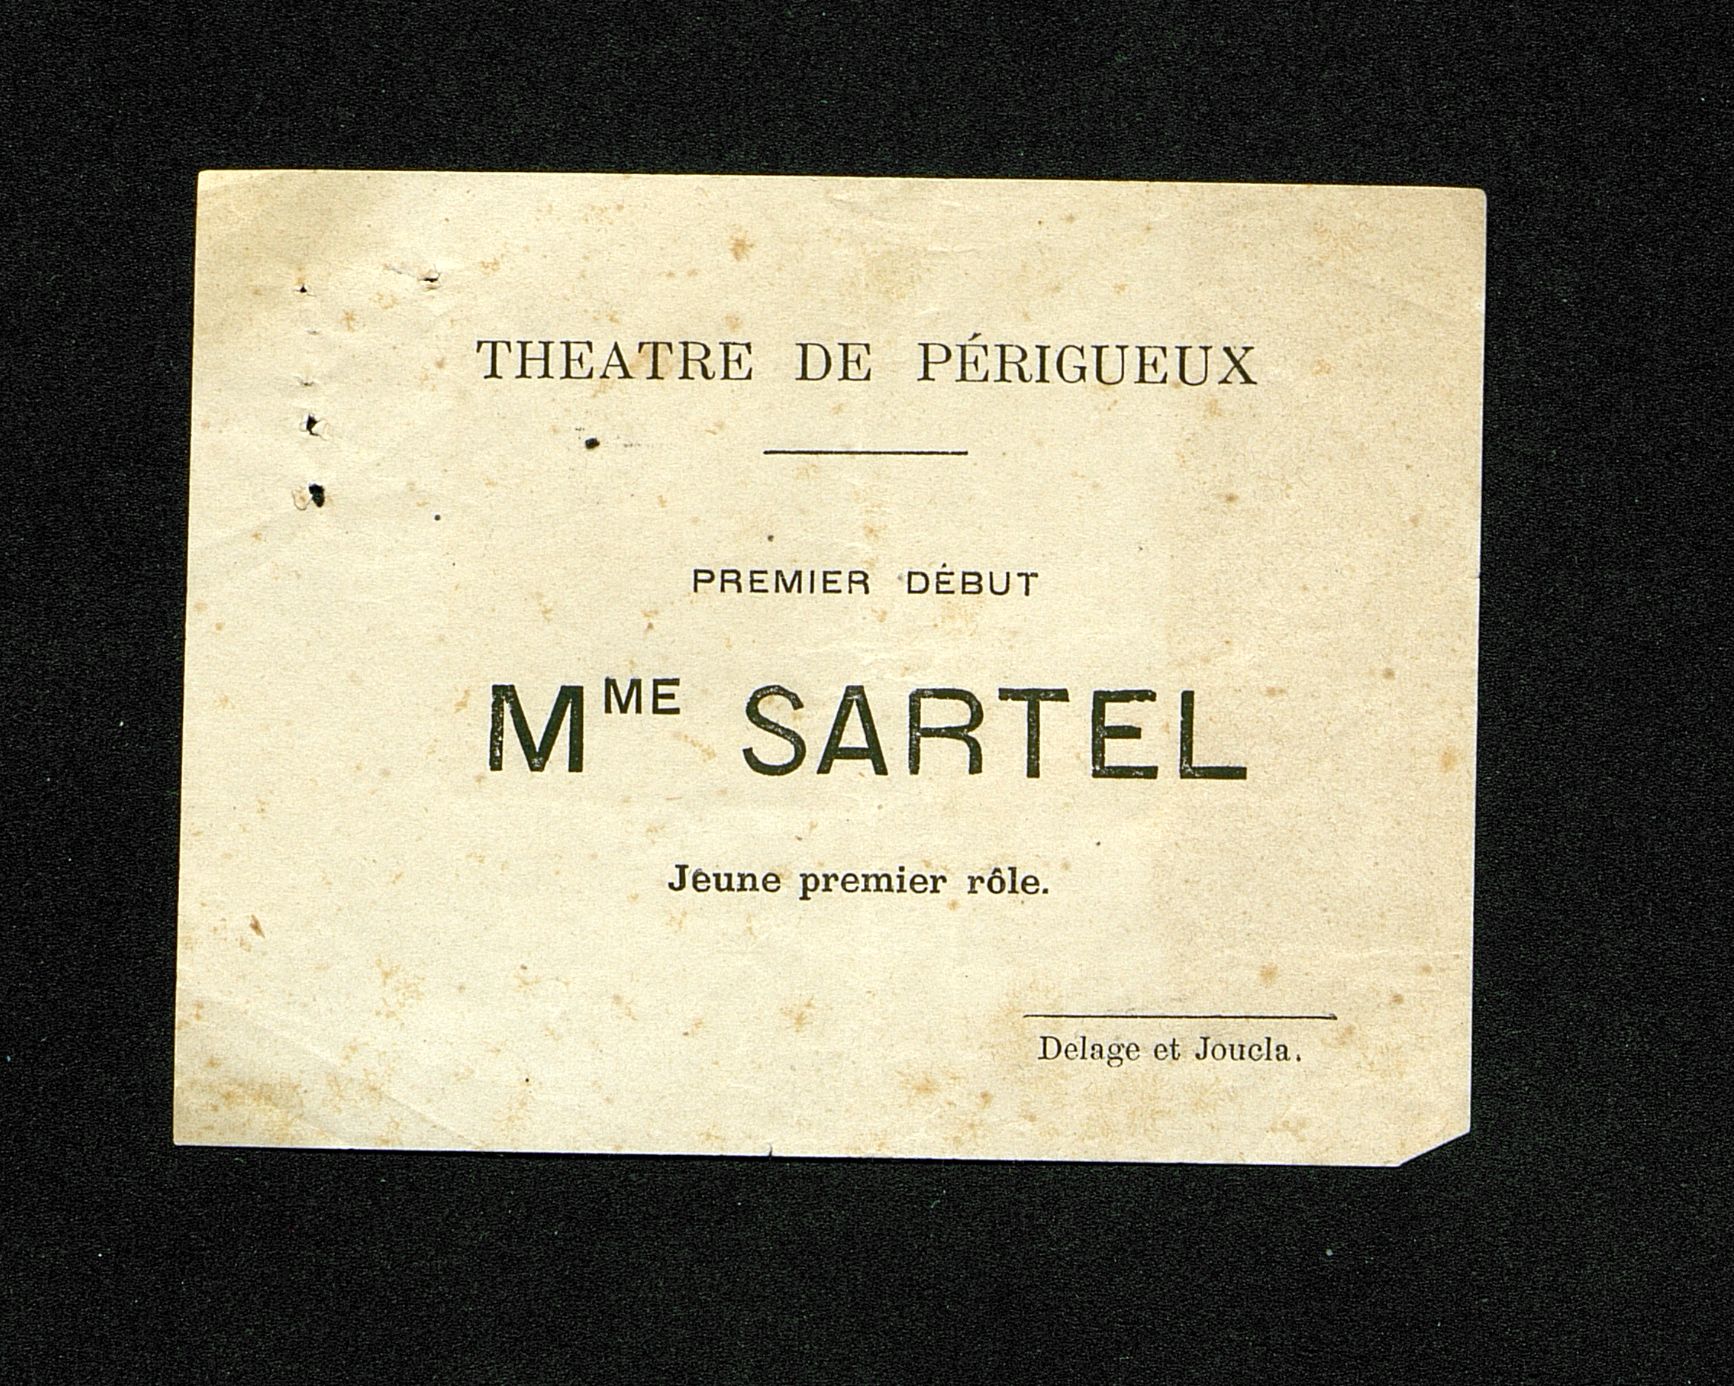 THEATRE DE PÉRIGUEUX
PREMIER DÉBUT
MME SARTEL
Jeune premier rôle.
Delage et Joucla.